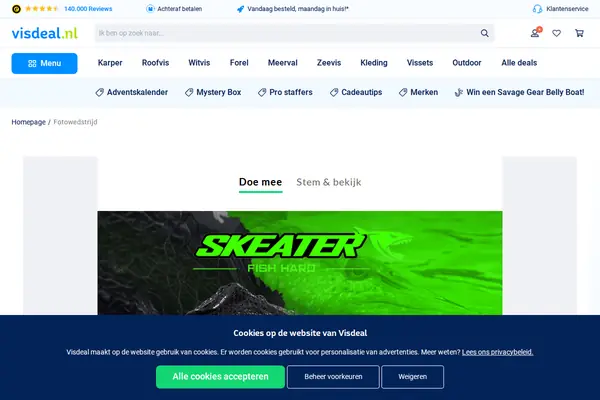 140.000 Reviews
Achteraf betalen
Vandaag besteld, maandag in huis!*
Klantenservice
visdeal.nl
Ik ben op zoek naar...
Menu
Karper
Roofvis
Witvis
Forel
Meerval
Zeevis
Kleding
Vissets
Outdoor
Alle deals
Adventskalender
Mystery Box
Pro staffers
Cadeautips
Merken
Win een Savage Gear Belly Boat!
Homepage / Fotowedstrijd
Doe mee
Stem & bekijk
SKEATER
FISH HARD
Cookies op de website van Visdeal
Visdeal maakt op de website gebruik van cookies. Er worden cookies gebruikt voor personalisatie van advertenties. Meer weten? Lees ons privacybeleid.
Alle cookies accepteren
Beheer voorkeuren
Weigeren